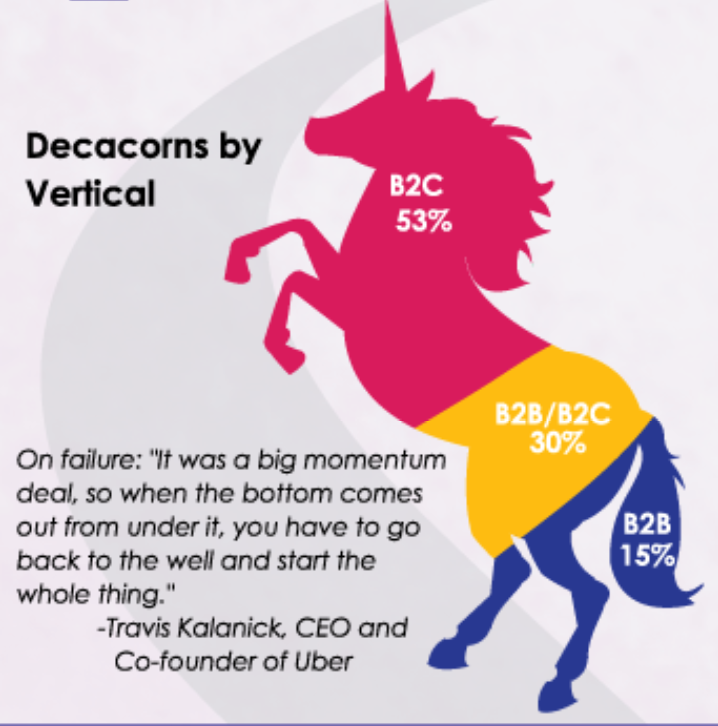 Decacorns by
Vertical
B2C
53%
B2B/B2C
30%
B2B
15%
On failure: "It was a big momentum
deal, so when the bottom comes
out from under it, you have to go
back to the well and start the
whole thing."
-Travis Kalanick, CEO and
Co-founder of Uber